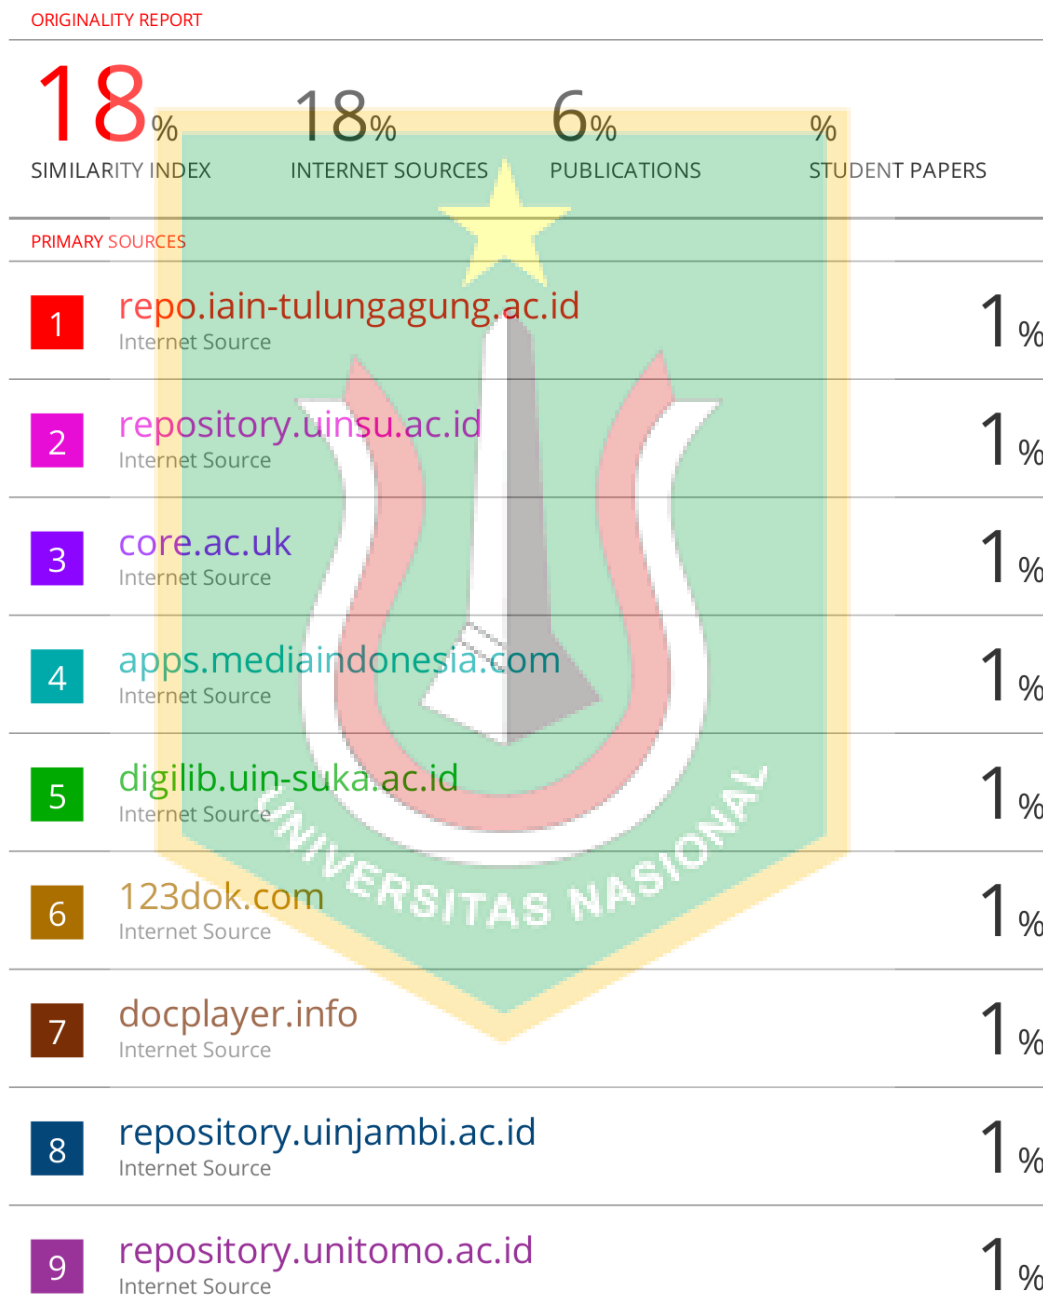 ORIGINALITY REPORT
18% 18% 6% %
SIMILARITY INDEX INTERNET SOURCES PUBLICATIONS STUDENT PAPERS
PRIMARY SOURCES
1 repo.iain-tulungagung.ac.id 1%
Internet Source
2 repository.uinsu.ac.id 1%
Internet Source
3 core.ac.uk 1%
Internet Source
4 apps.mediaindonesia.com 1%
Internet Source
5 digilib.uin-suka.ac.id 1%
Internet Source
UNIVERSITAS NASIONAL
6 123dok.com 1%
Internet Source
7 docplayer.info 1%
Internet Source
8 repository.uinjambi.ac.id 1%
Internet Source
9 repository.unitomo.ac.id 1%
Internet Source